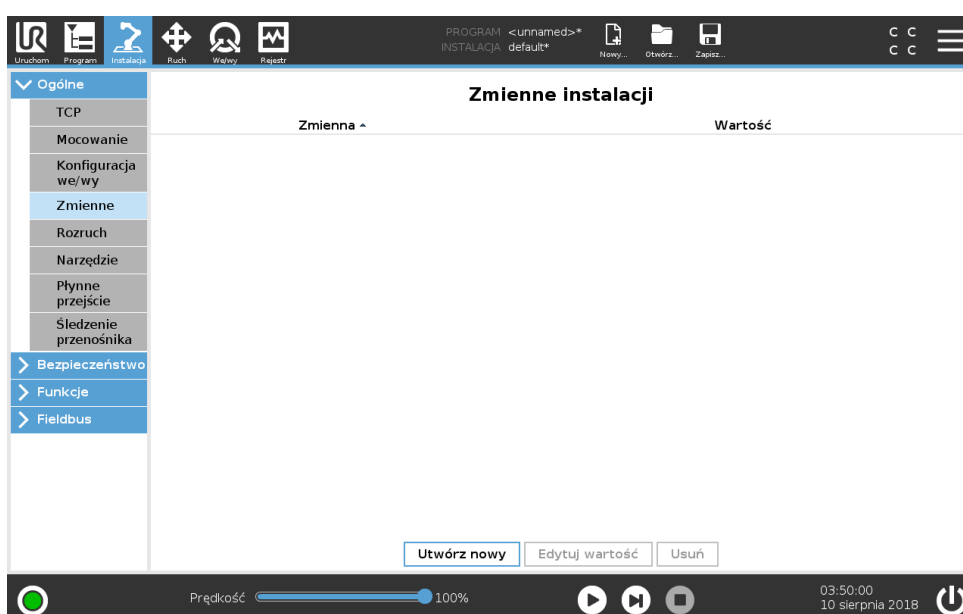 UR
PROGRAM <unnamed>*
INSTALACJA default*
C C
C C
Uruchom Program Instalacja Ruch We/wy Rejestr Nowy... Otwórz... Zapisz...
Ogólne
TCP
Mocowanie
Konfiguracja
we/wy
Zmienne
Rozruch
Narzędzie
Płynne
przejście
Śledzenie
przenośnika
Bezpieczeństwo
Funkcje
Fieldbus
Zmienne instalacji
Zmienna Wartość
Utwórz nowy Edytuj wartość Usuń
Prędkość 100%
03:50:00
10 sierpnia 2018